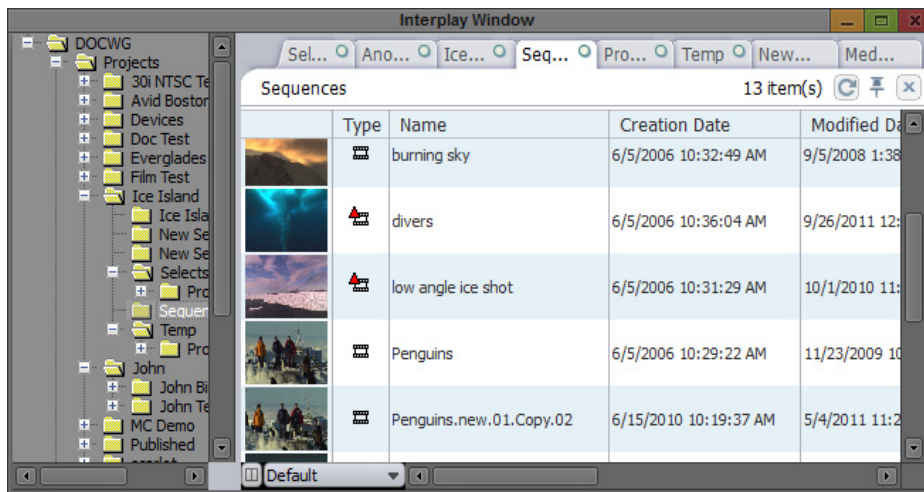 Interplay Window
DOCWG
Projects
30i NTSC Te
Avid Boston
Devices
Doc Test
Everglades
Film Test
Ice Island
Ice Isla
New Se
New Se
Selects
Pro
Sequen
Temp
Pro
John
John Bi
John Te
MC Demo
Published
Sel... Ano... Ice... Seq... Pro... Temp New... Med...
Sequences 13 item(s)
Type Name Creation Date Modified Da
burning sky 6/5/2006 10:32:49 AM 9/5/2008 1:38
divers 6/5/2006 10:36:04 AM 9/26/2011 12:
low angle ice shot 6/5/2006 10:31:29 AM 10/1/2010 11:
Penguins 6/5/2006 10:29:22 AM 11/23/2009 10
Penguins.new.01.Copy.02 6/15/2010 10:19:37 AM 5/4/2011 11:2
Default